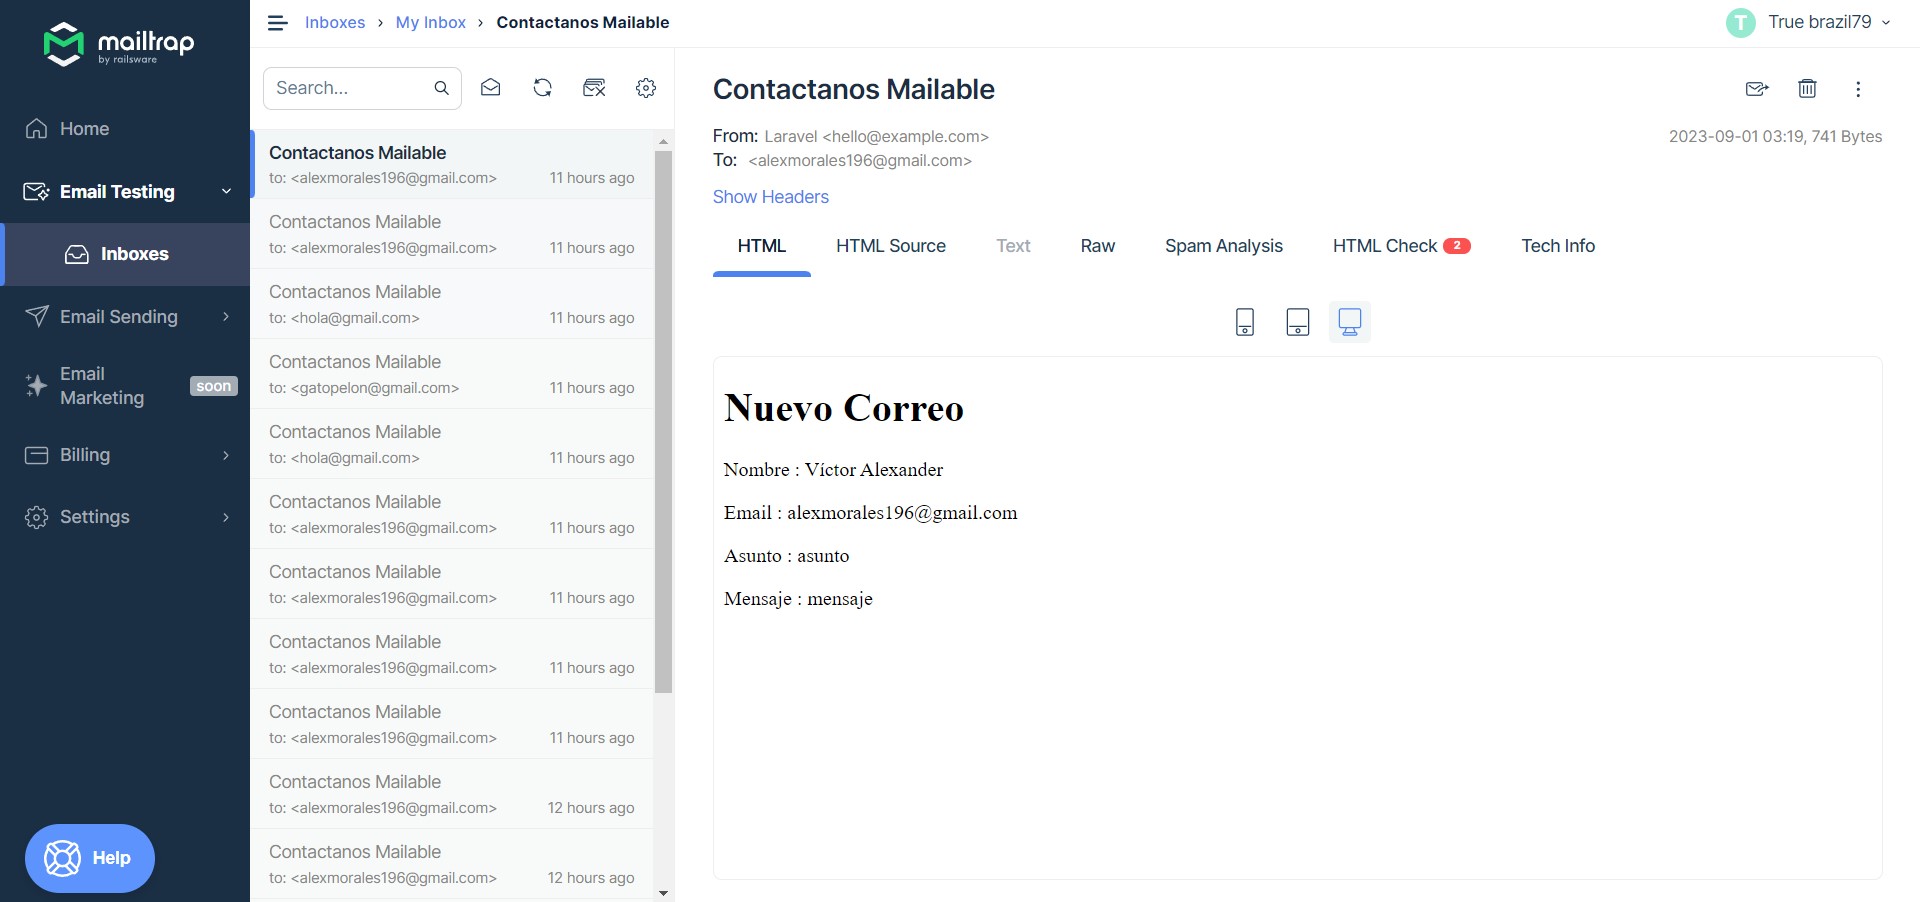 mailtrap
by railsware
Home
Email Testing
Inboxes
Email Sending
Email
Marketing
soon
Billing
Settings
Help
Inboxes › My Inbox › Contactanos Mailable
T True brazil79
Search...
Contactanos Mailable
to: <alexmorales196@gmail.com> 11 hours ago
Contactanos Mailable
to: <alexmorales196@gmail.com> 11 hours ago
Contactanos Mailable
to: <hola@gmail.com> 11 hours ago
Contactanos Mailable
to: <gatopelon@gmail.com> 11 hours ago
Contactanos Mailable
to: <hola@gmail.com> 11 hours ago
Contactanos Mailable
to: <alexmorales196@gmail.com> 11 hours ago
Contactanos Mailable
to: <alexmorales196@gmail.com> 11 hours ago
Contactanos Mailable
to: <alexmorales196@gmail.com> 11 hours ago
Contactanos Mailable
to: <alexmorales196@gmail.com> 11 hours ago
Contactanos Mailable
to: <alexmorales196@gmail.com> 12 hours ago
Contactanos Mailable
to: <alexmorales196@gmail.com> 12 hours ago
Contactanos Mailable
From: Laravel <hello@example.com> 2023-09-01 03:19, 741 Bytes
To: <alexmorales196@gmail.com>
Show Headers
HTML HTML Source Text Raw Spam Analysis HTML Check 2 Tech Info
Nuevo Correo
Nombre : Víctor Alexander
Email : alexmorales196@gmail.com
Asunto : asunto
Mensaje : mensaje